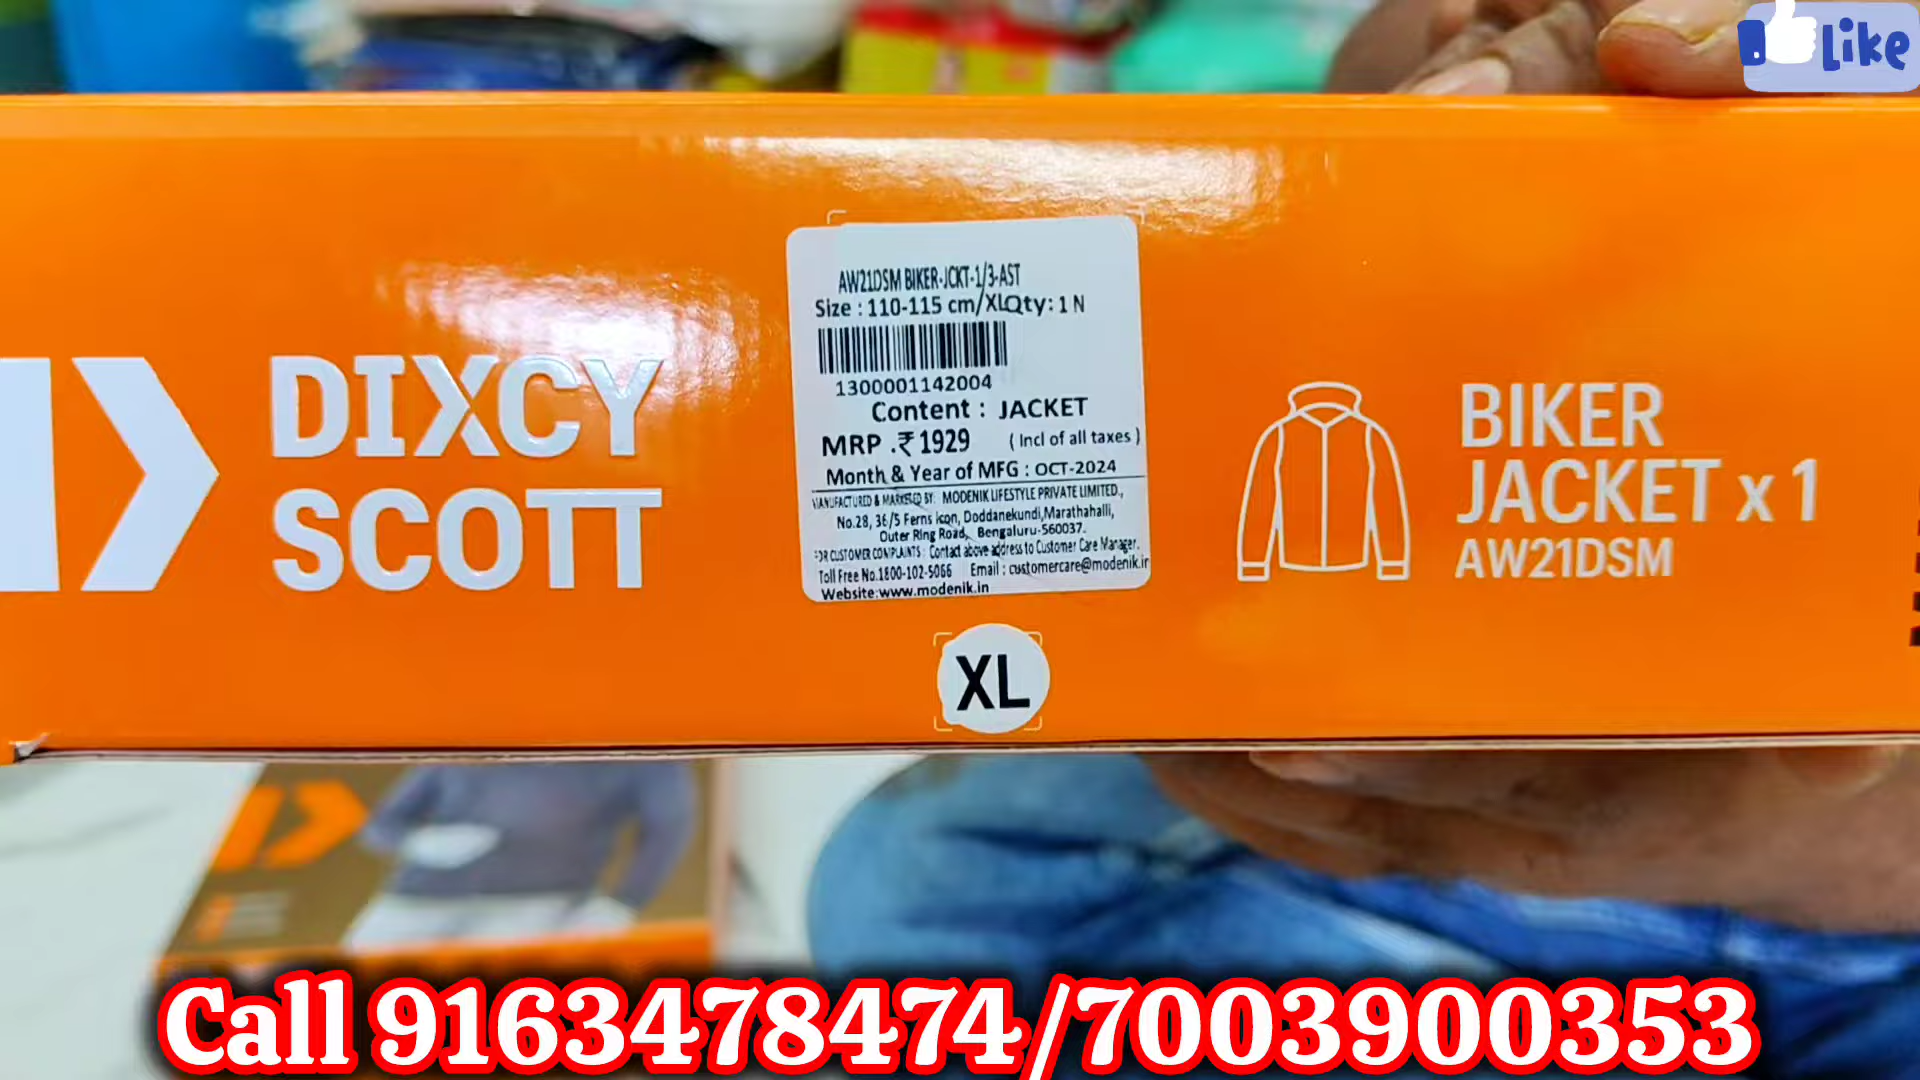 Like
DIXCY
SCOTT
AW21DSM BIKER-JCKT-1/3-AST
Size : 110-115 cm/XL Qty: 1 N
1300001142004
Content : JACKET
MRP .₹ 1929 ( Incl of all taxes )
Month & Year of MFG : OCT-2024
MANUFACTURED & MARKETED BY: MODENIK LIFESTYLE PRIVATE LIMITED.,
No.28, 36/5 Ferns Icon, Doddanekundi,Marathahalli,
Outer Ring Road, Bengaluru-560037.
FOR CUSTOMER COMPLAINTS : Contact above address to Customer Care Manager.
Toll Free No.1800-102-5066 Email : customercare@modenik.in
Website:www.modenik.in
XL
BIKER
JACKET x 1
AW21DSM
Call 9163478474/7003900353